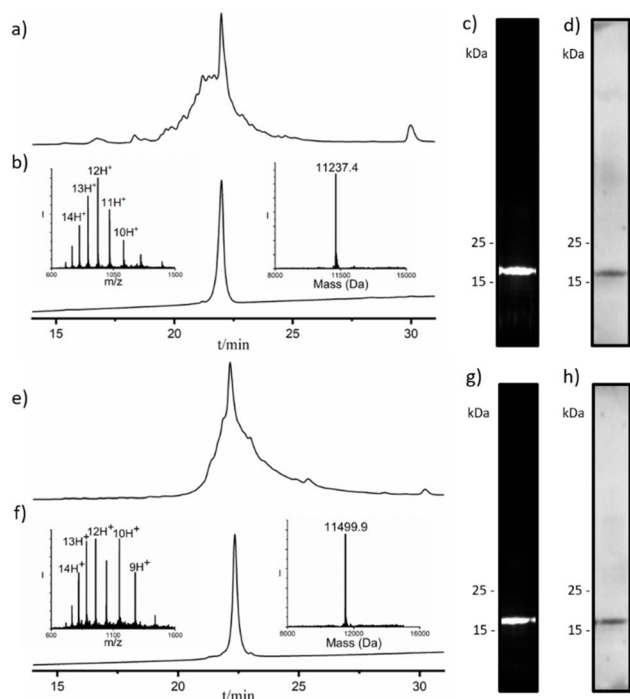 a)
b)
14H⁺
13H⁺
12H⁺
11H⁺
10H⁺
I
600
1050
1500
m/z
11237.4
I
8000
11500
15000
Mass (Da)
15
20
25
30
t/min
c)
kDa
25 -
15 -
d)
kDa
25 -
15 -
e)
f)
14H⁺
13H⁺
12H⁺
10H⁺
9H⁺
I
600
1100
1600
m/z
11499.9
I
8000
12000
16000
Mass (Da)
15
20
25
30
t/min
g)
kDa
25 -
15 -
h)
kDa
25 -
15 -